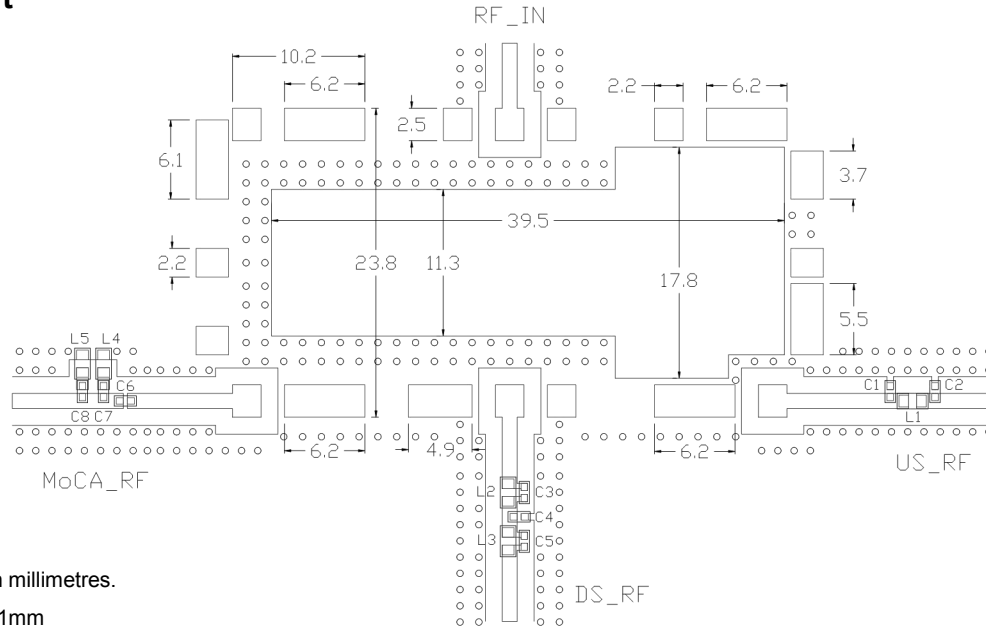 t
RF_IN
10.2
6.2
2.2
6.2
2.5
6.1
3.7
39.5
2.2
23.8
11.3
17.8
5.5
L5
L4
C6
C8
C7
C1
C2
L1
6.2
4.9
6.2
MoCA_RF
US_RF
L2
C3
C4
L3
C5
DS_RF
millimetres.
1mm